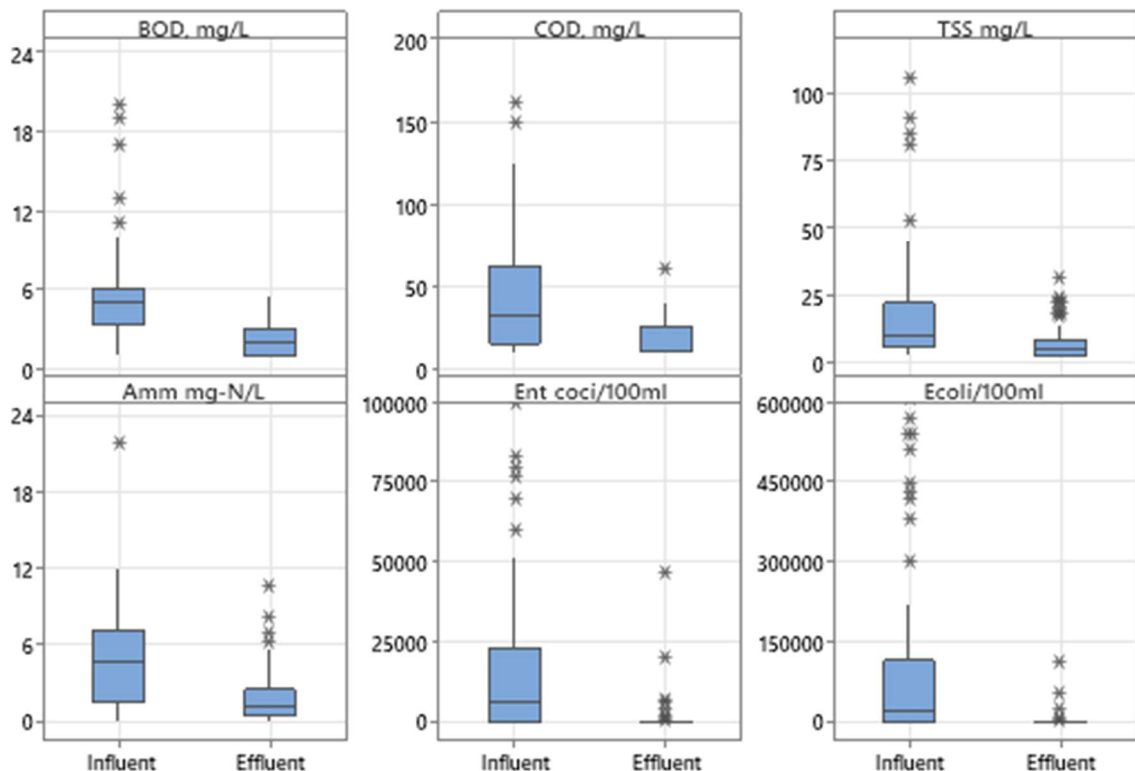 BOD, mg/L
COD, mg/L
TSS mg/L
24
18
12
6
0
200
150
100
50
0
100
75
50
25
0
Amm mg-N/L
Ent coci/100ml
Ecoli/100ml
24
18
12
6
0
100000
75000
50000
25000
0
600000
450000
300000
150000
0
Influent
Effluent
Influent
Effluent
Influent
Effluent